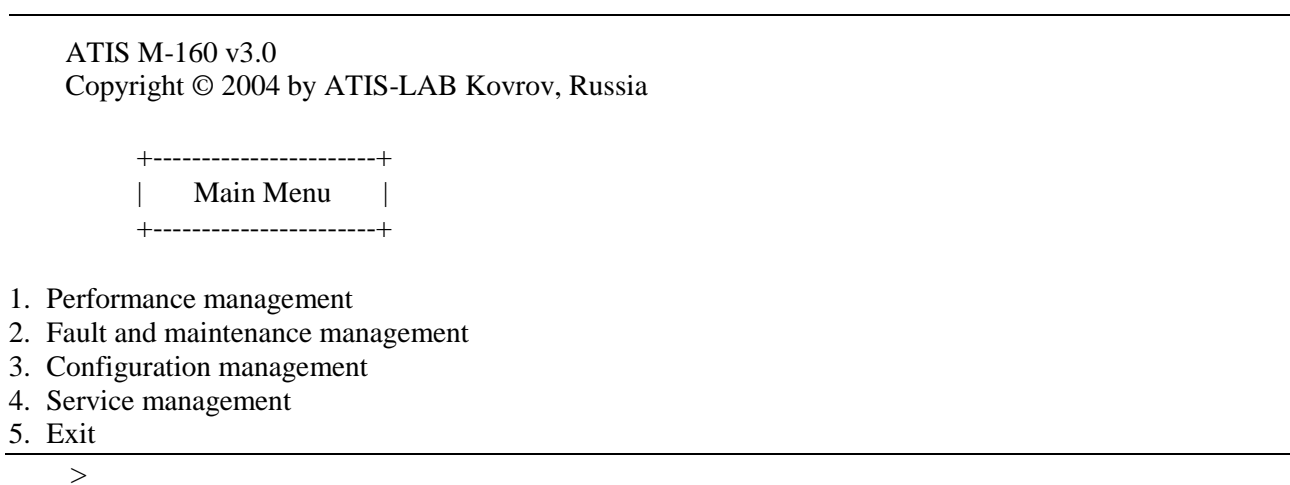 ATIS M-160 v3.0
Copyright © 2004 by ATIS-LAB Kovrov, Russia
+-----------------------+
| Main Menu |
+-----------------------+
1. Performance management
2. Fault and maintenance management
3. Configuration management
4. Service management
5. Exit
>